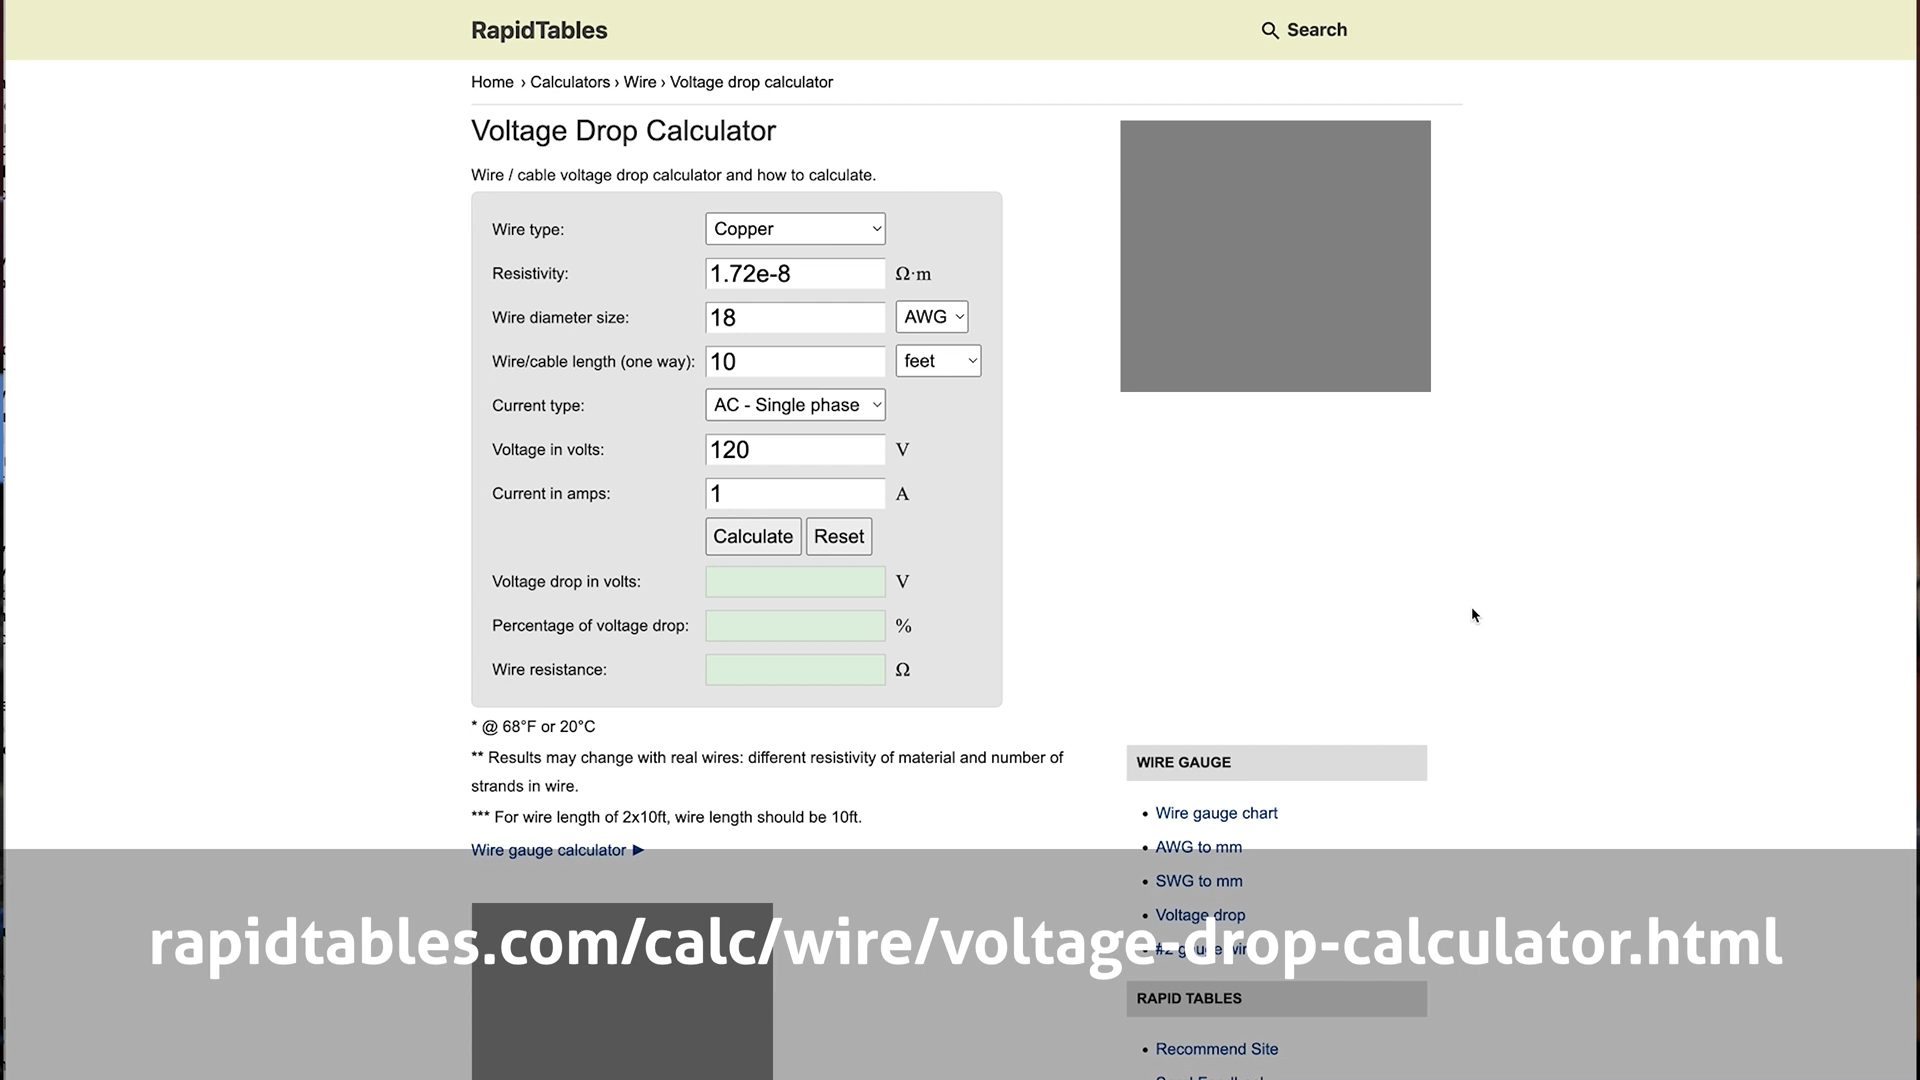 RapidTables
Search
Home › Calculators › Wire › Voltage drop calculator
Voltage Drop Calculator
Wire / cable voltage drop calculator and how to calculate.
Wire type: Copper
Resistivity: 1.72e-8 Ω·m
Wire diameter size: 18 AWG
Wire/cable length (one way): 10 feet
Current type: AC - Single phase
Voltage in volts: 120 V
Current in amps: 1 A
Calculate Reset
Voltage drop in volts: V
Percentage of voltage drop: %
Wire resistance: Ω
* @ 68°F or 20°C
** Results may change with real wires: different resistivity of material and number of
strands in wire.
*** For wire length of 2x10ft, wire length should be 10ft.
Wire gauge calculator ►
WIRE GAUGE
• Wire gauge chart
• AWG to mm
• SWG to mm
• Voltage drop
rapidtables.com/calc/wire/voltage-drop-calculator.html
RAPID TABLES
• Recommend Site